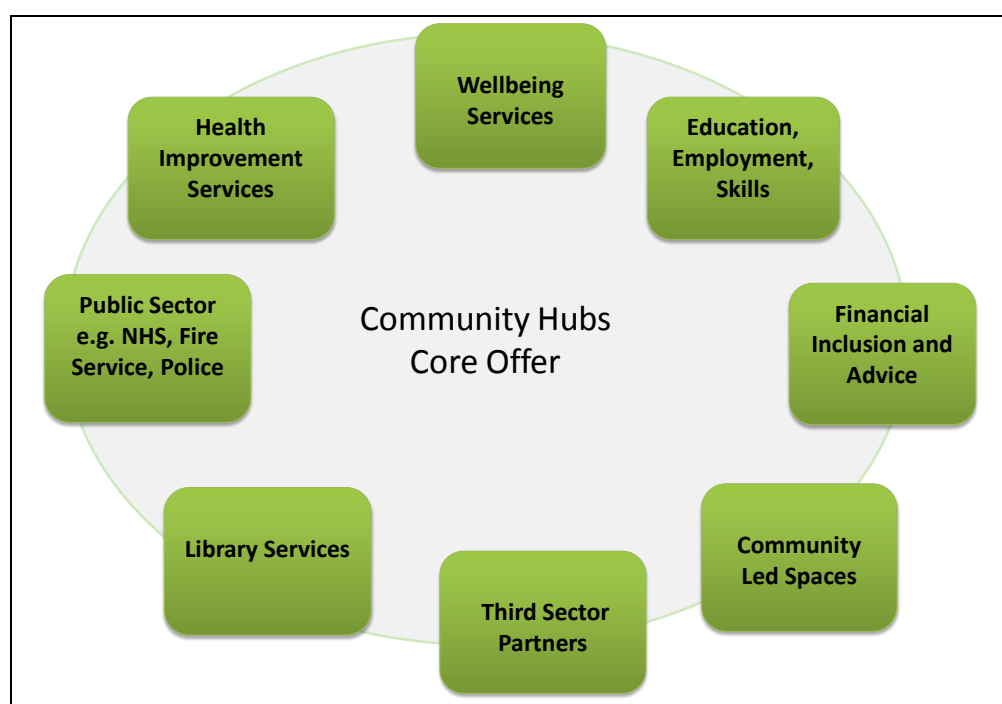 Wellbeing
Services
Health
Improvement
Services
Education,
Employment,
Skills
Public Sector
e.g. NHS, Fire
Service, Police
Community Hubs
Core Offer
Financial
Inclusion and
Advice
Library Services
Community
Led Spaces
Third Sector
Partners